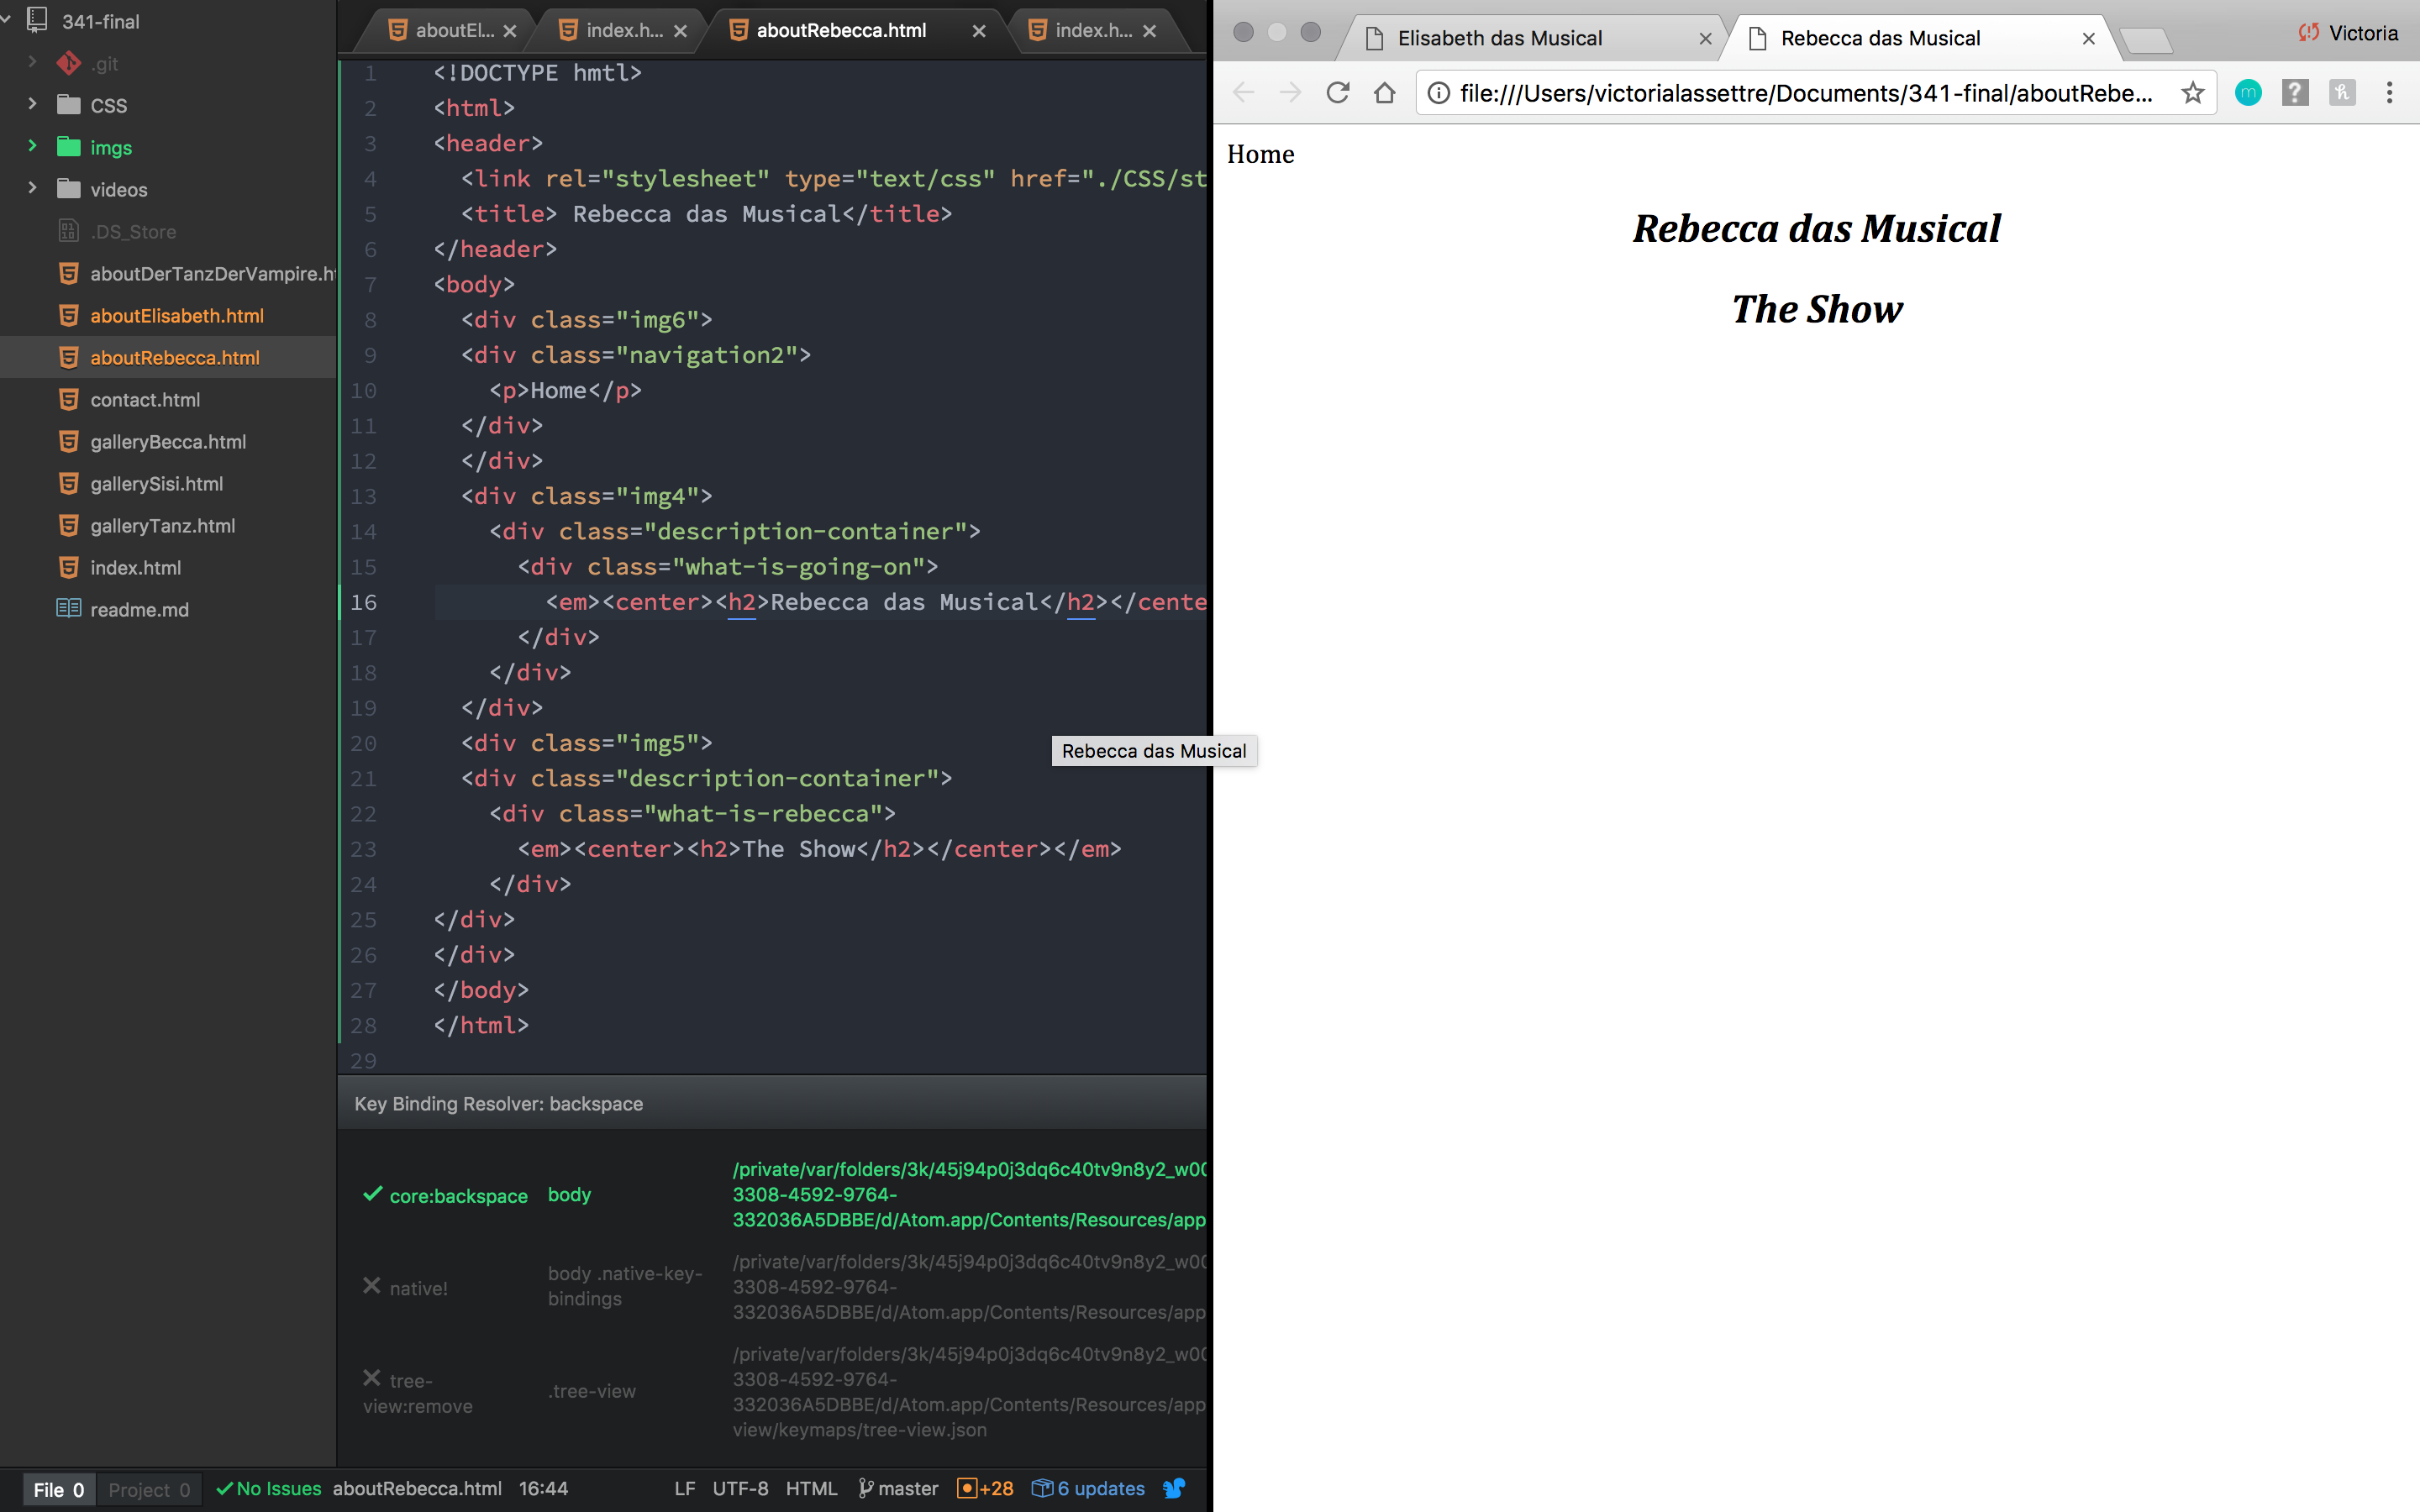 341-final
.git
CSS
imgs
videos
.DS_Store
aboutDerTanzDerVampire.ht
aboutElisabeth.html
aboutRebecca.html
contact.html
galleryBecca.html
gallerySisi.html
galleryTanz.html
index.html
readme.md
aboutEl... index.h... aboutRebecca.html index.h...
1 <!DOCTYPE hmtl>
2 <html>
3 <header>
4 <link rel="stylesheet" type="text/css" href="./CSS/st
5 <title> Rebecca das Musical</title>
6 </header>
7 <body>
8 <div class="img6">
9 <div class="navigation2">
10 <p>Home</p>
11 </div>
12 </div>
13 <div class="img4">
14 <div class="description-container">
15 <div class="what-is-going-on">
16 <em><center><h2>Rebecca das Musical</h2></cente
17 </div>
18 </div>
19 </div>
20 <div class="img5">
21 <div class="description-container">
22 <div class="what-is-rebecca">
23 <em><center><h2>The Show</h2></center></em>
24 </div>
25 </div>
26 </div>
27 </body>
28 </html>
29
Rebecca das Musical
Key Binding Resolver: backspace
core:backspace body /private/var/folders/3k/45j94p0j3dq6c40tv9n8y2_w00
3308-4592-9764-
332036A5DBBE/d/Atom.app/Contents/Resources/app
native! body .native-key-bindings /private/var/folders/3k/45j94p0j3dq6c40tv9n8y2_w00
3308-4592-9764-
332036A5DBBE/d/Atom.app/Contents/Resources/app
tree-view:remove .tree-view /private/var/folders/3k/45j94p0j3dq6c40tv9n8y2_w00
3308-4592-9764-
332036A5DBBE/d/Atom.app/Contents/Resources/app
view/keymaps/tree-view.json
File 0 Project 0 No Issues aboutRebecca.html 16:44 LF UTF-8 HTML master +28 6 updates
Elisabeth das Musical Rebecca das Musical Victoria
file:///Users/victorialassettre/Documents/341-final/aboutRebe... m ? h
Home
Rebecca das Musical
The Show